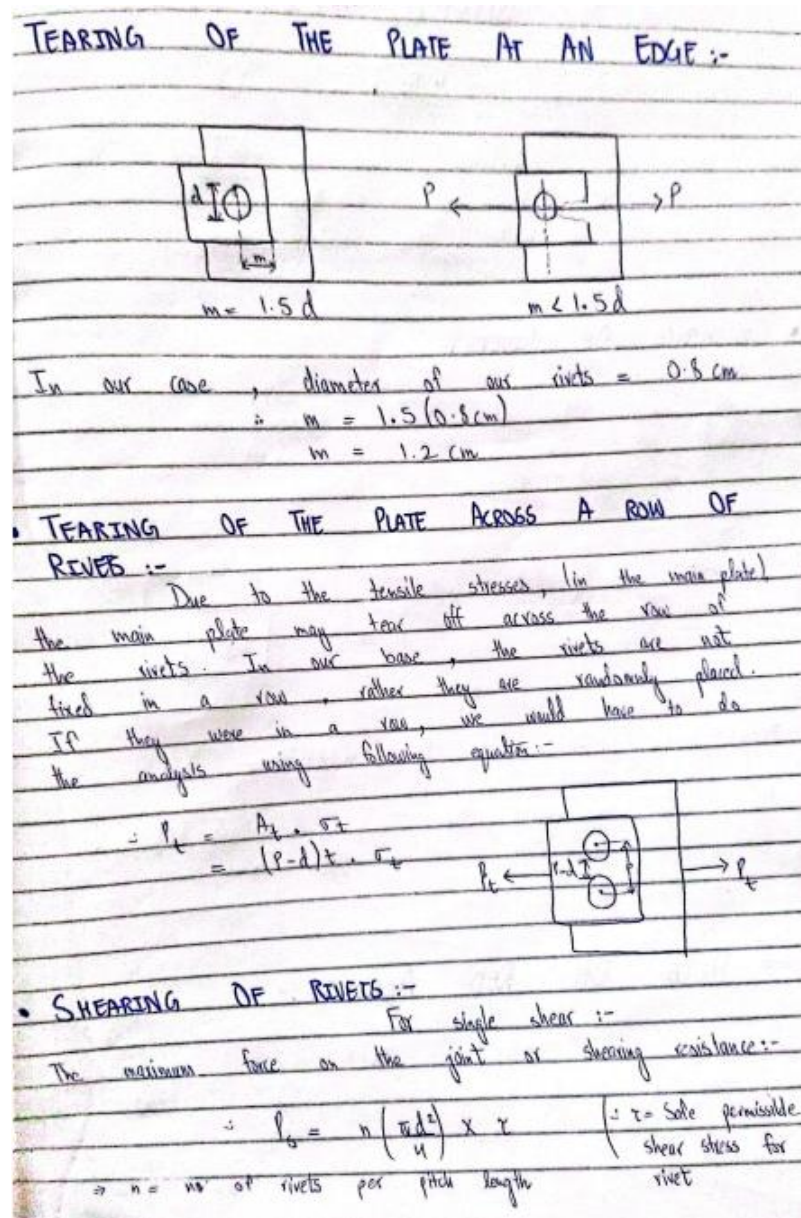 TEARING OF THE PLATE AT AN EDGE :-
d
m
P P
m = 1.5 d m < 1.5 d
In our case , diameter of our rivets = 0.8 cm
∴ m = 1.5 (0.8 cm)
m = 1.2 cm
• TEARING OF THE PLATE ACROSS A ROW OF
RIVETS :-
Due to the tensile stresses, (in the main plate)
the main plate may tear off across the row of
the rivets. In our base, the rivets are not
fixed in a row, rather they are randomly placed.
If they were in a row, we would have to do
the analysis using following equation :-
∴ Pt = At . σt
= (P-d)t . σt
Pt P-d P Pt
• SHEARING OF RIVETS :-
For single shear :-
The maximum force on the joint or shearing resistance :-
∴ Ps = n (πd²/4) × τ (∵ τ = Safe permissible
shear stress for
rivet
⇒ n = no of rivets per pitch length